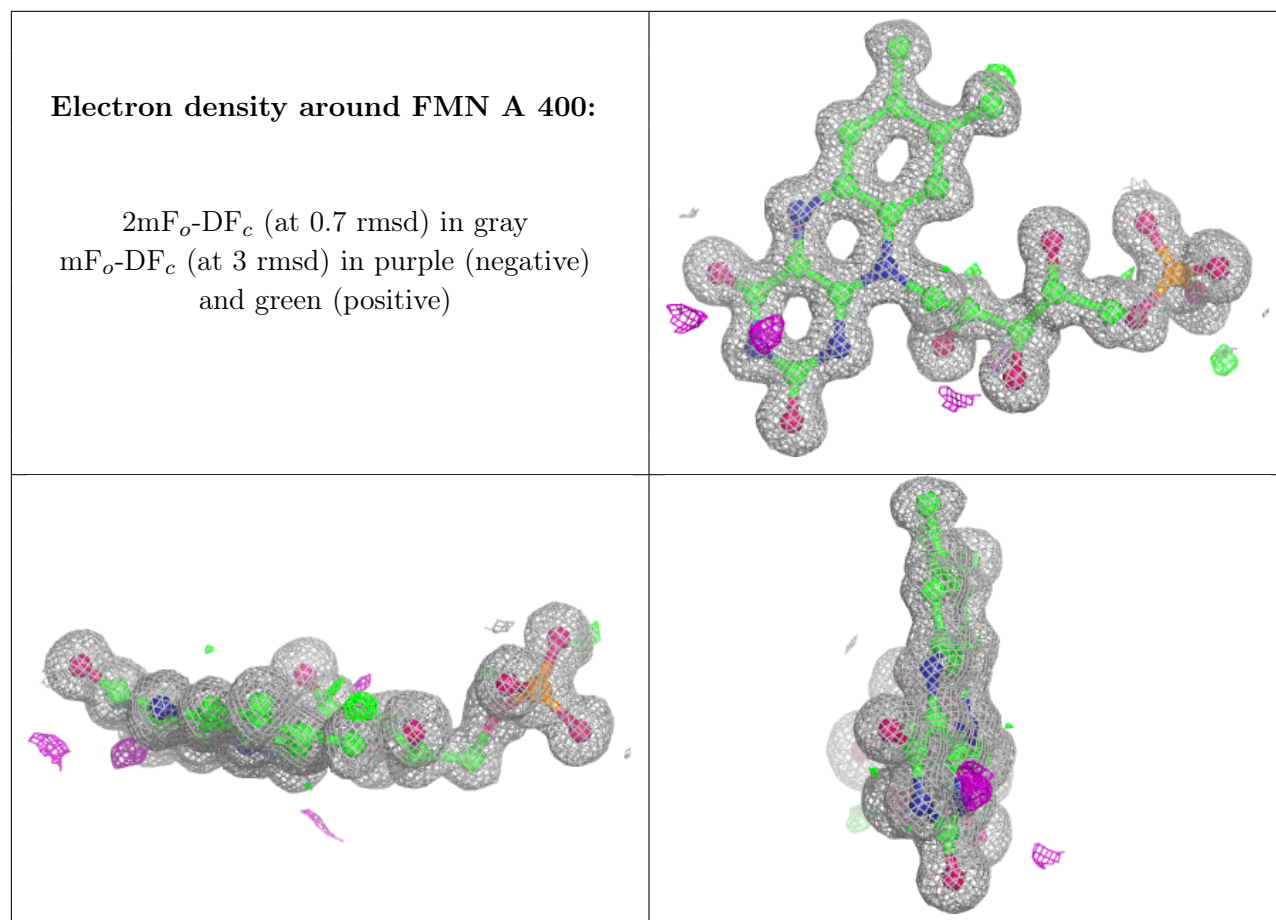 Electron density around FMN A 400:
2mFo-DFc (at 0.7 rmsd) in gray
mFo-DFc (at 3 rmsd) in purple (negative)
and green (positive)